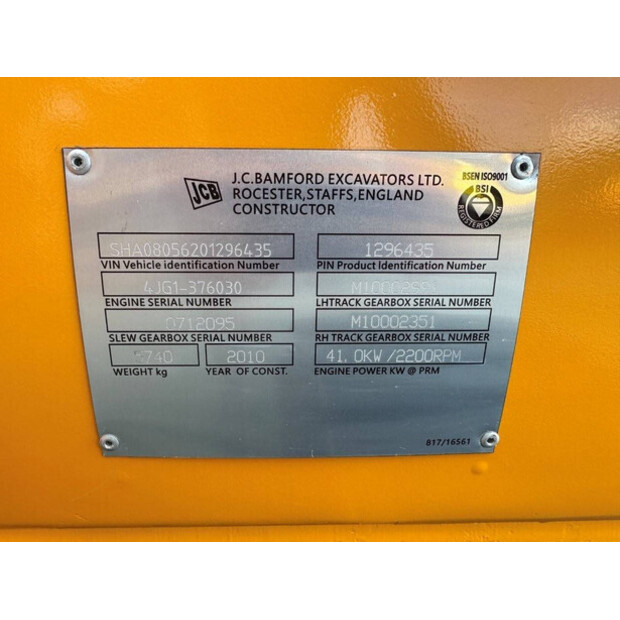 JCB
J.C.BAMFORD EXCAVATORS LTD.
ROCESTER,STAFFS,ENGLAND
CONSTRUCTOR
BSEN ISO9001
BSI
REGISTERED FIRM
SHA08056201296435
1296435
VIN Vehicle identification Number
PIN Product Identification Number
4JG1-376030
ENGINE SERIAL NUMBER
LHTRACK GEARBOX SERIAL NUMBER
0712095
M10002351
SLEW GEARBOX SERIAL NUMBER
RH TRACK GEARBOX SERIAL NUMBER
2010
41.0KW/2200RPM
WEIGHT kg
YEAR OF CONST.
ENGINE POWER KW @ PRM
817/16561